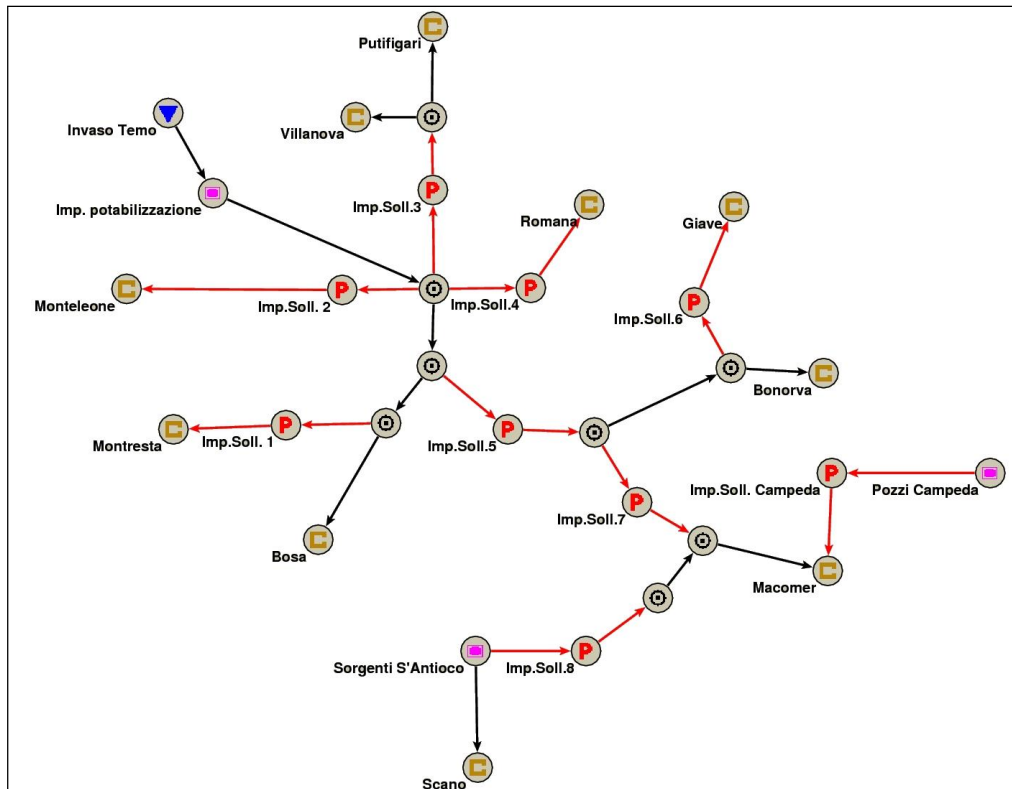 Putifigari
Invaso Temo
Villanova
Imp. potabilizzazione
Imp.Soll.3
Romana
Giave
Monteleone
Imp.Soll. 2
Imp.Soll.4
Imp.Soll.6
Bonorva
Montresta
Imp.Soll. 1
Imp.Soll.5
Imp.Soll. Campeda
Pozzi Campeda
Imp.Soll.7
Bosa
Macomer
Sorgenti S'Antioco
Imp.Soll.8
Scano